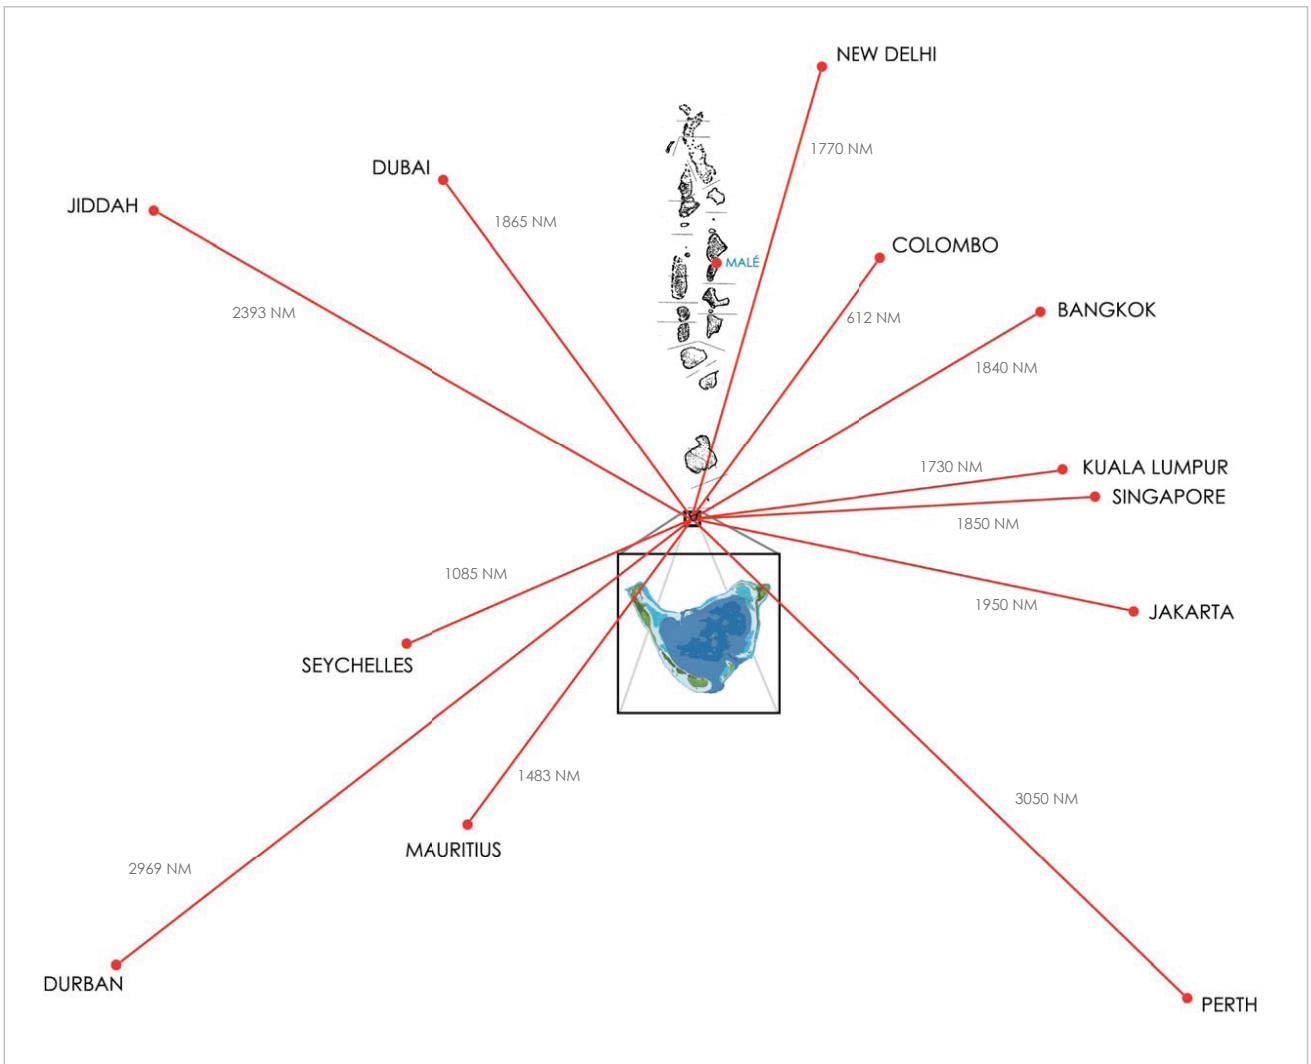 NEW DELHI
1770 NM
DUBAI
1865 NM
JIDDAH
2393 NM
MALÉ
COLOMBO
612 NM
BANGKOK
1840 NM
1730 NM
KUALA LUMPUR
SINGAPORE
1850 NM
1085 NM
SEYCHELLES
1950 NM
JAKARTA
1483 NM
MAURITIUS
3050 NM
2969 NM
DURBAN
PERTH